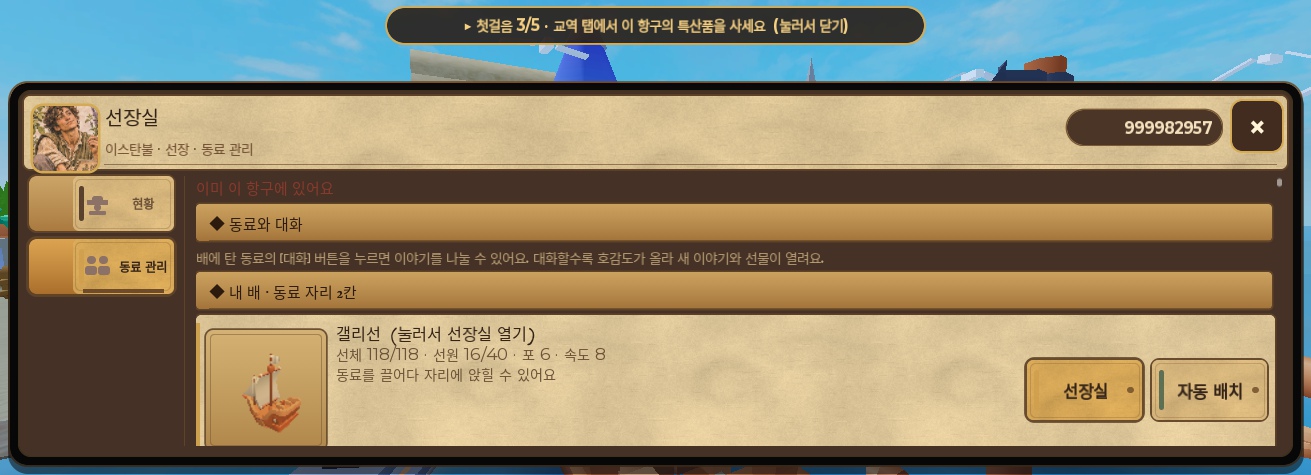 ▸ 첫걸음 3/5 · 교역 탭에서 이 항구의 특산품을 사세요 (눌러서 닫기)
선장실
이스탄불 · 선장 · 동료 관리
999982957
×
현황
동료 관리
이미 이 항구에 있어요
◆ 동료와 대화
배에 탄 동료의 [대화] 버튼을 누르면 이야기를 나눌 수 있어요. 대화할수록 호감도가 올라 새 이야기와 선물이 열려요.
◆ 내 배 · 동료 자리 2칸
갤리선 (눌러서 선장실 열기)
선체 118/118 · 선원 16/40 · 포 6 · 속도 8
동료를 끌어다 자리에 앉힐 수 있어요
선장실
자동 배치